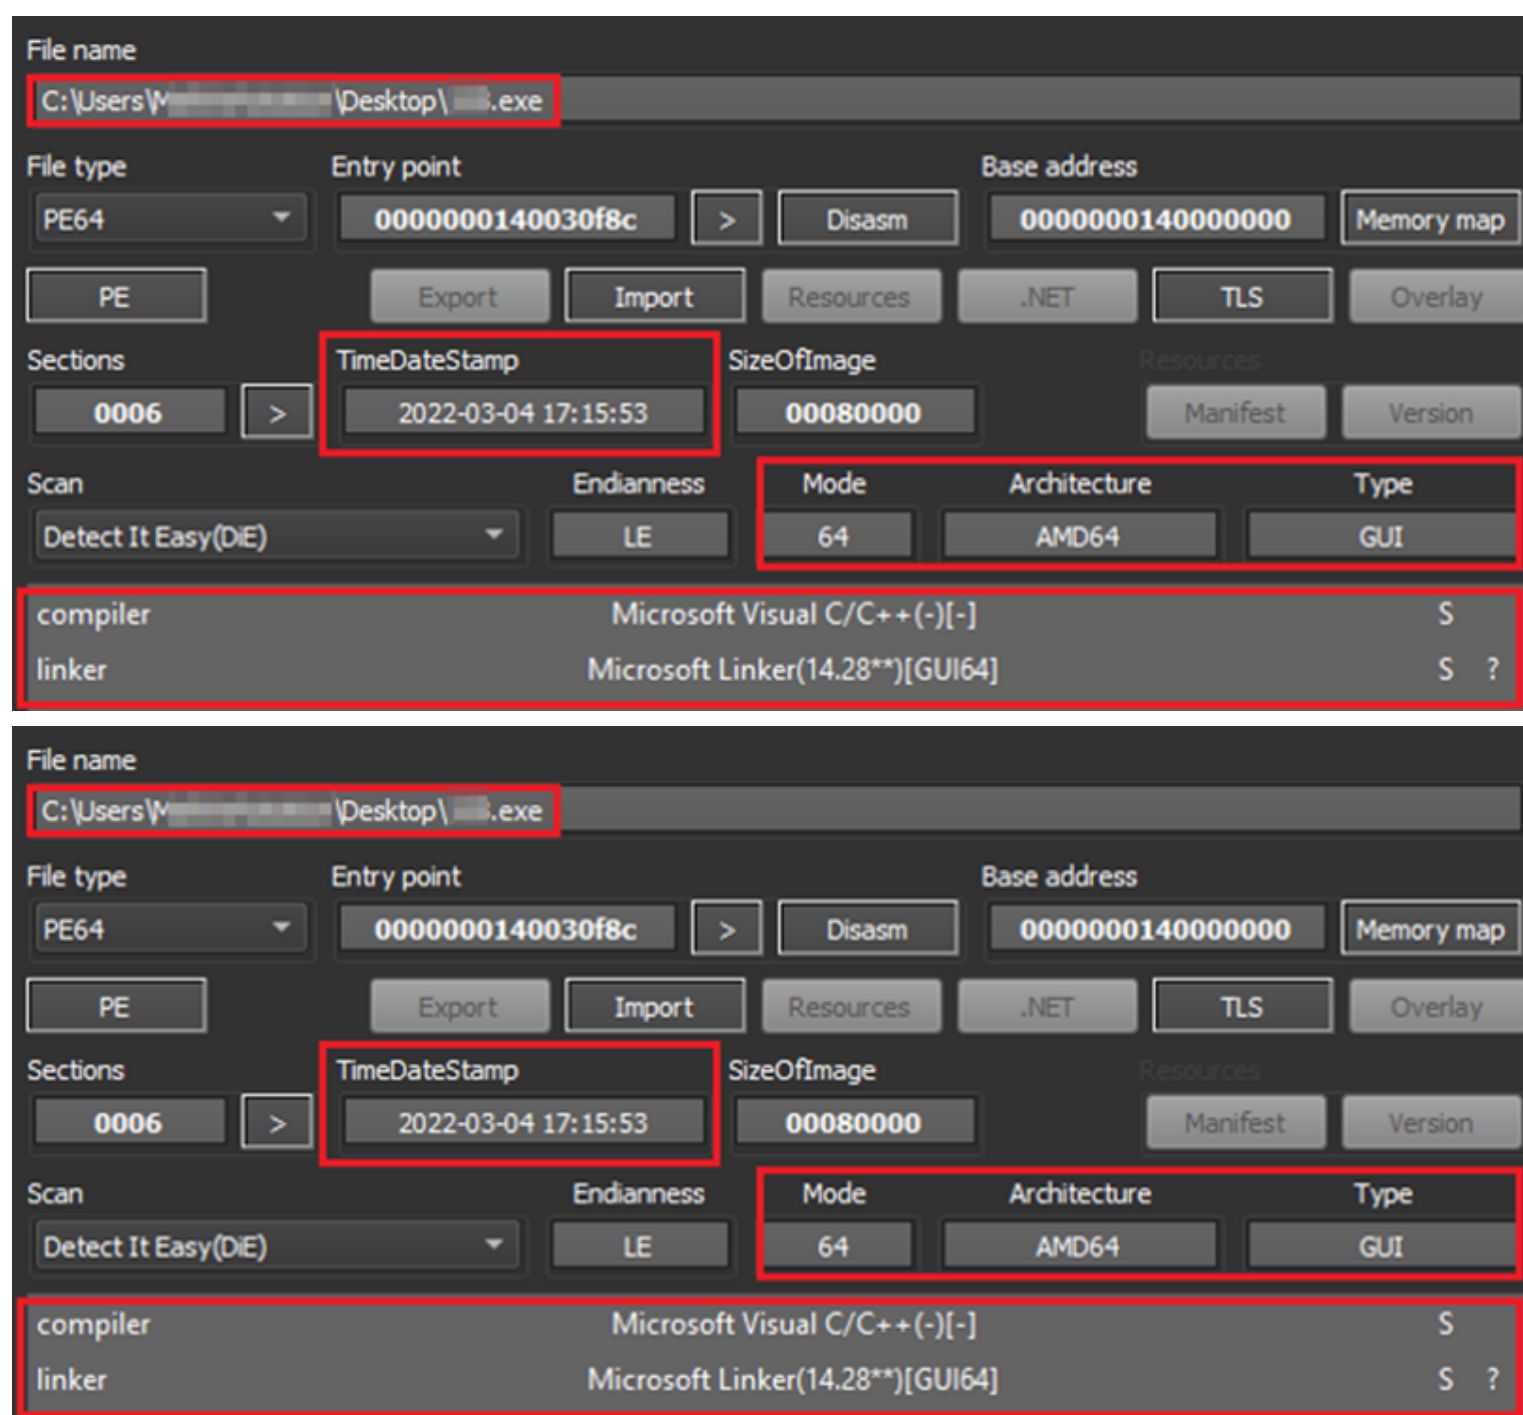 File name
C:\Users\M \Desktop\ .exe
File type Entry point Base address
PE64 0000000140030f8c > Disasm 0000000140000000 Memory map
PE Export Import Resources .NET TLS Overlay
Sections TimeDateStamp SizeOfImage Resources
0006 > 2022-03-04 17:15:53 00080000 Manifest Version
Scan Endianness Mode Architecture Type
Detect It Easy(DiE) LE 64 AMD64 GUI
compiler Microsoft Visual C/C++(-)[-] S
linker Microsoft Linker(14.28**)[GUI64] S ?
File name
C:\Users\M \Desktop\ .exe
File type Entry point Base address
PE64 0000000140030f8c > Disasm 0000000140000000 Memory map
PE Export Import Resources .NET TLS Overlay
Sections TimeDateStamp SizeOfImage Resources
0006 > 2022-03-04 17:15:53 00080000 Manifest Version
Scan Endianness Mode Architecture Type
Detect It Easy(DiE) LE 64 AMD64 GUI
compiler Microsoft Visual C/C++(-)[-] S
linker Microsoft Linker(14.28**)[GUI64] S ?